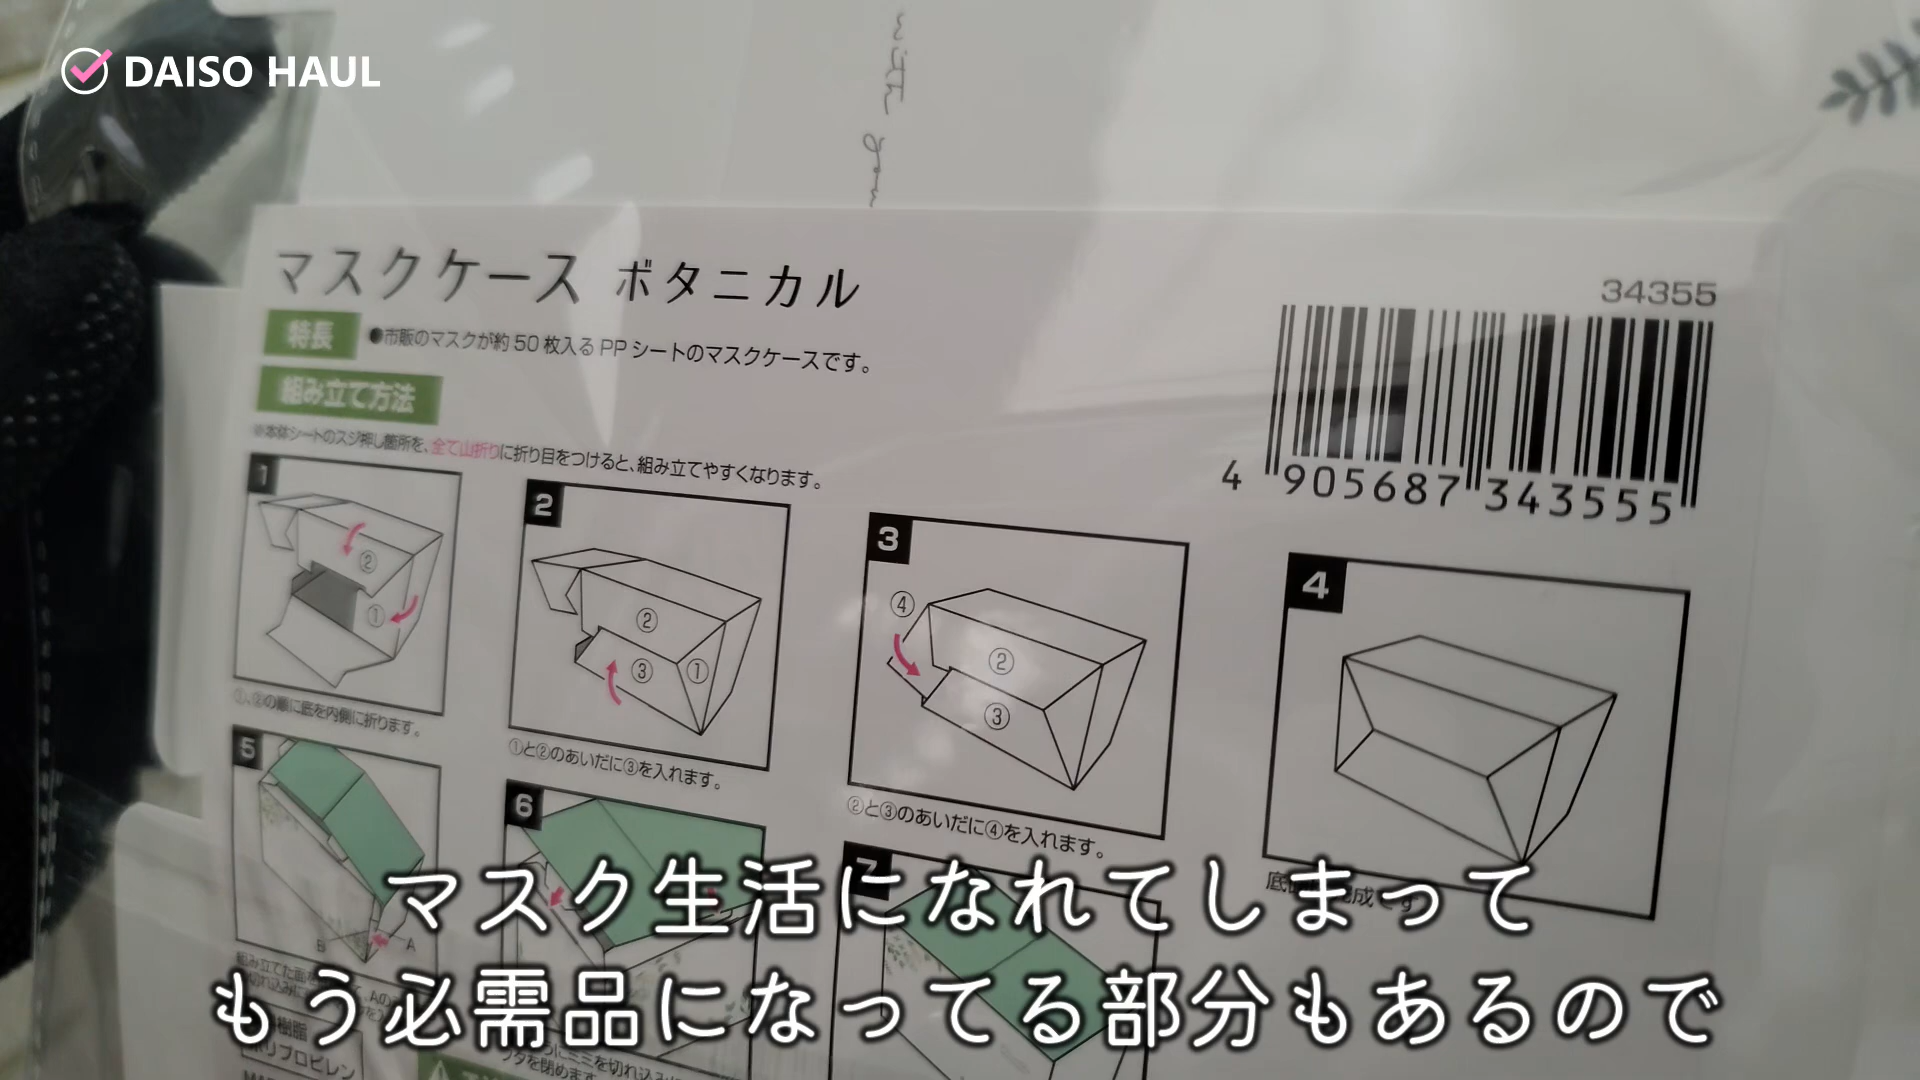 DAISO HAUL
マスクケース ボタニカル
特長
●市販のマスクが約50枚入るPPシートのマスクケースです。
34355
組み立て方法
※本体シートのスジ押し箇所を、全て山折りに折り目をつけると、組み立てやすくなります。
4 905687 343555
1
②
①
①、②の順に底を内側に折ります。
2
②
③
①
①と②のあいだに③を入れます。
3
④
②
③
②と③のあいだに④を入れます。
4
5
B
A
6
7
マスク生活になれてしまって
もう必需品になってる部分もあるので